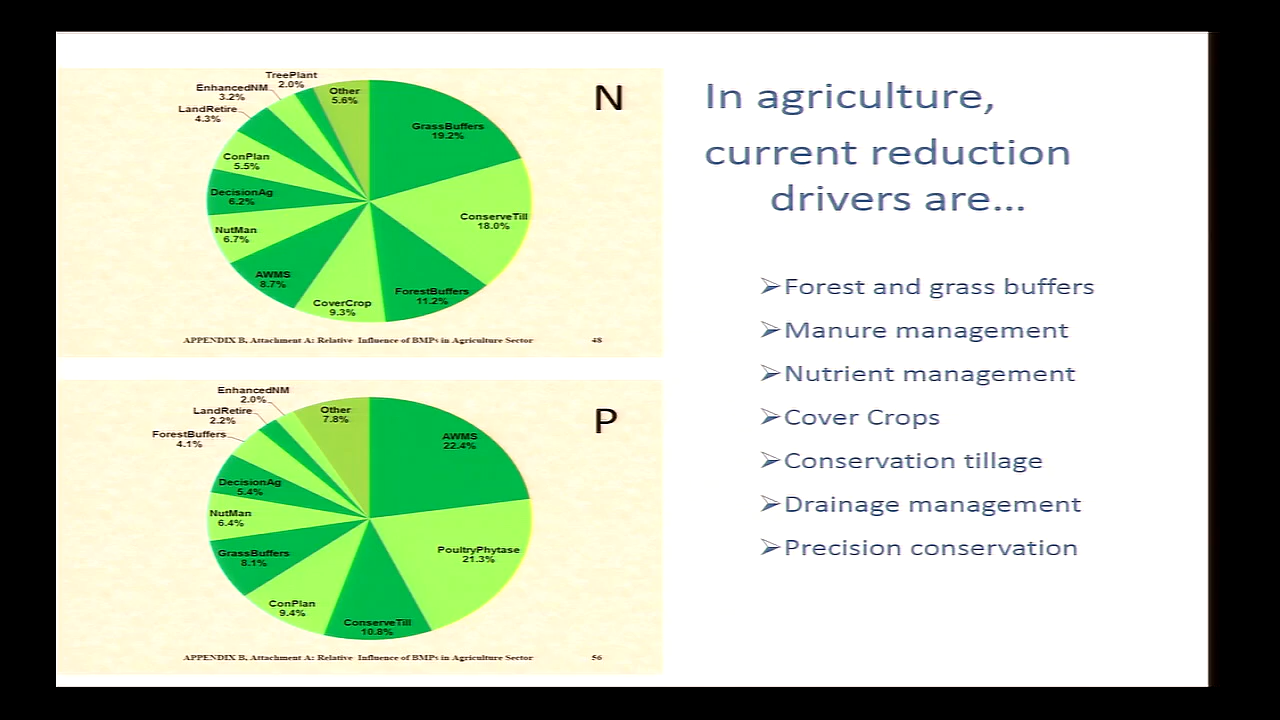 TreePlant
2.0%
EnhancedNM
3.2%
LandRetire
4.3%
ConPlan
5.5%
DecisionAg
6.2%
NutMan
6.7%
AWMS
8.7%
CoverCrop
9.3%
ForestBuffers
11.2%
ConserveTill
18.0%
GrassBuffers
19.2%
Other
5.6%
N
APPENDIX B, Attachment A: Relative Influence of BMPs in Agriculture Sector 48
EnhancedNM
2.0%
LandRetire
2.2%
ForestBuffers
4.1%
DecisionAg
5.4%
NutMan
6.4%
GrassBuffers
8.1%
ConPlan
9.4%
ConserveTill
10.8%
PoultryPhytase
21.3%
AWMS
22.4%
Other
7.8%
P
APPENDIX B, Attachment A: Relative Influence of BMPs in Agriculture Sector 56
In agriculture,
current reduction
drivers are...
➢Forest and grass buffers
➢Manure management
➢Nutrient management
➢Cover Crops
➢Conservation tillage
➢Drainage management
➢Precision conservation